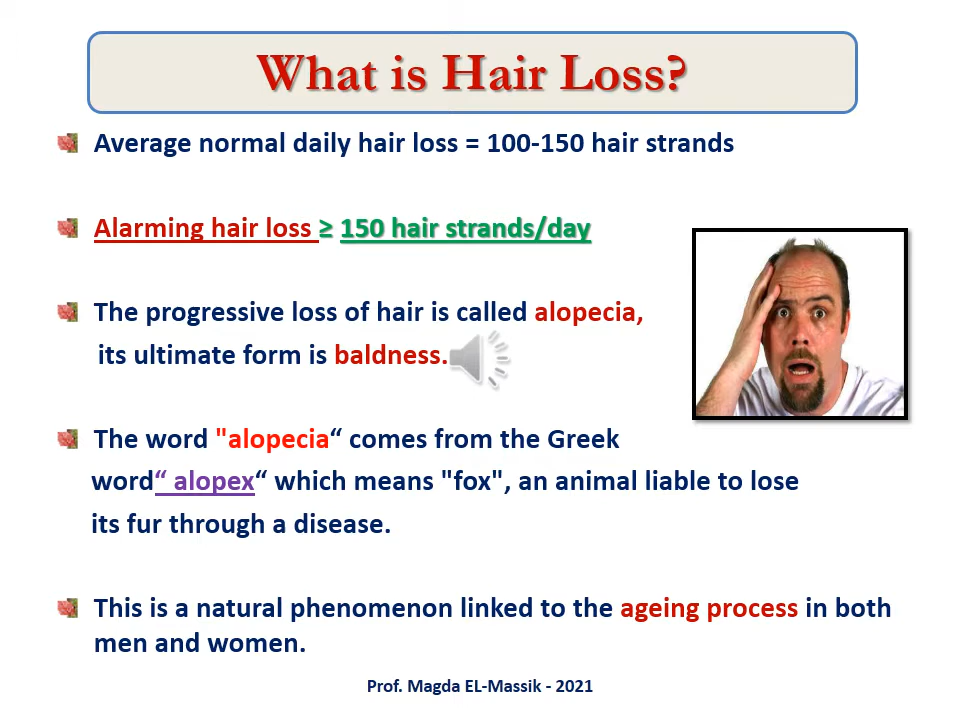 What is Hair Loss?
Average normal daily hair loss = 100-150 hair strands
Alarming hair loss ≥ 150 hair strands/day
The progressive loss of hair is called alopecia,
its ultimate form is baldness.
The word "alopecia“ comes from the Greek
word“ alopex“ which means "fox", an animal liable to lose
its fur through a disease.
This is a natural phenomenon linked to the ageing process in both
men and women.
Prof. Magda EL-Massik - 2021